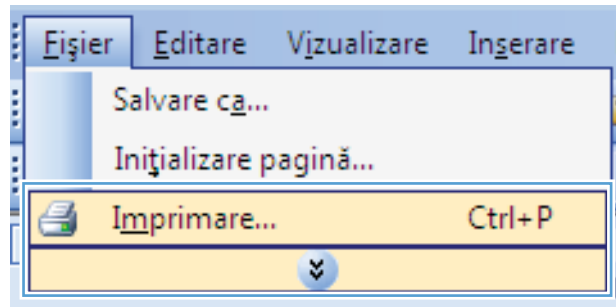 Fişier Editare Vizualizare Inserare
Salvare ca...
Iniţializare pagină...
Imprimare... Ctrl+P